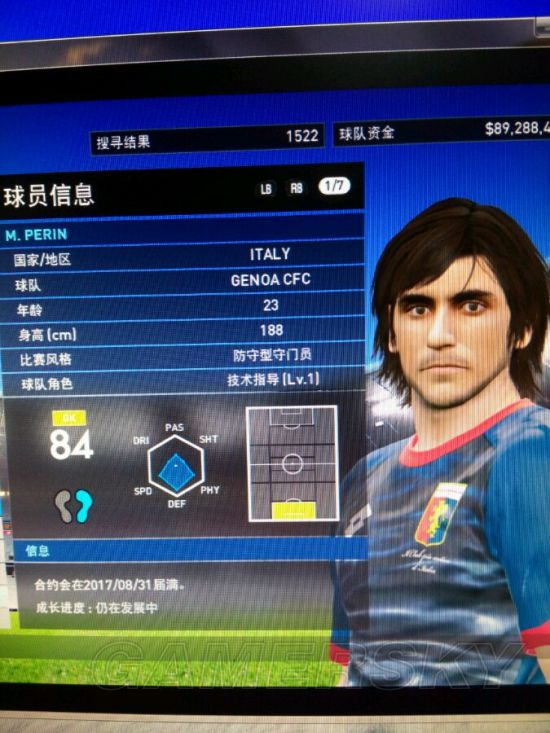 搜寻结果 1522 球队资金 $89,288,4
球员信息 LB RB 1/7
M. PERIN
国家/地区 ITALY
球队 GENOA CFC
年龄 23
身高(cm) 188
比赛风格 防守型守门员
球队角色 技术指导(Lv.1)
GK
84
PAS
DRI SHT
SPD PHY
DEF
信息
合约会在2017/08/31届满。
成长进度:仍在发展中
GAMERSKY